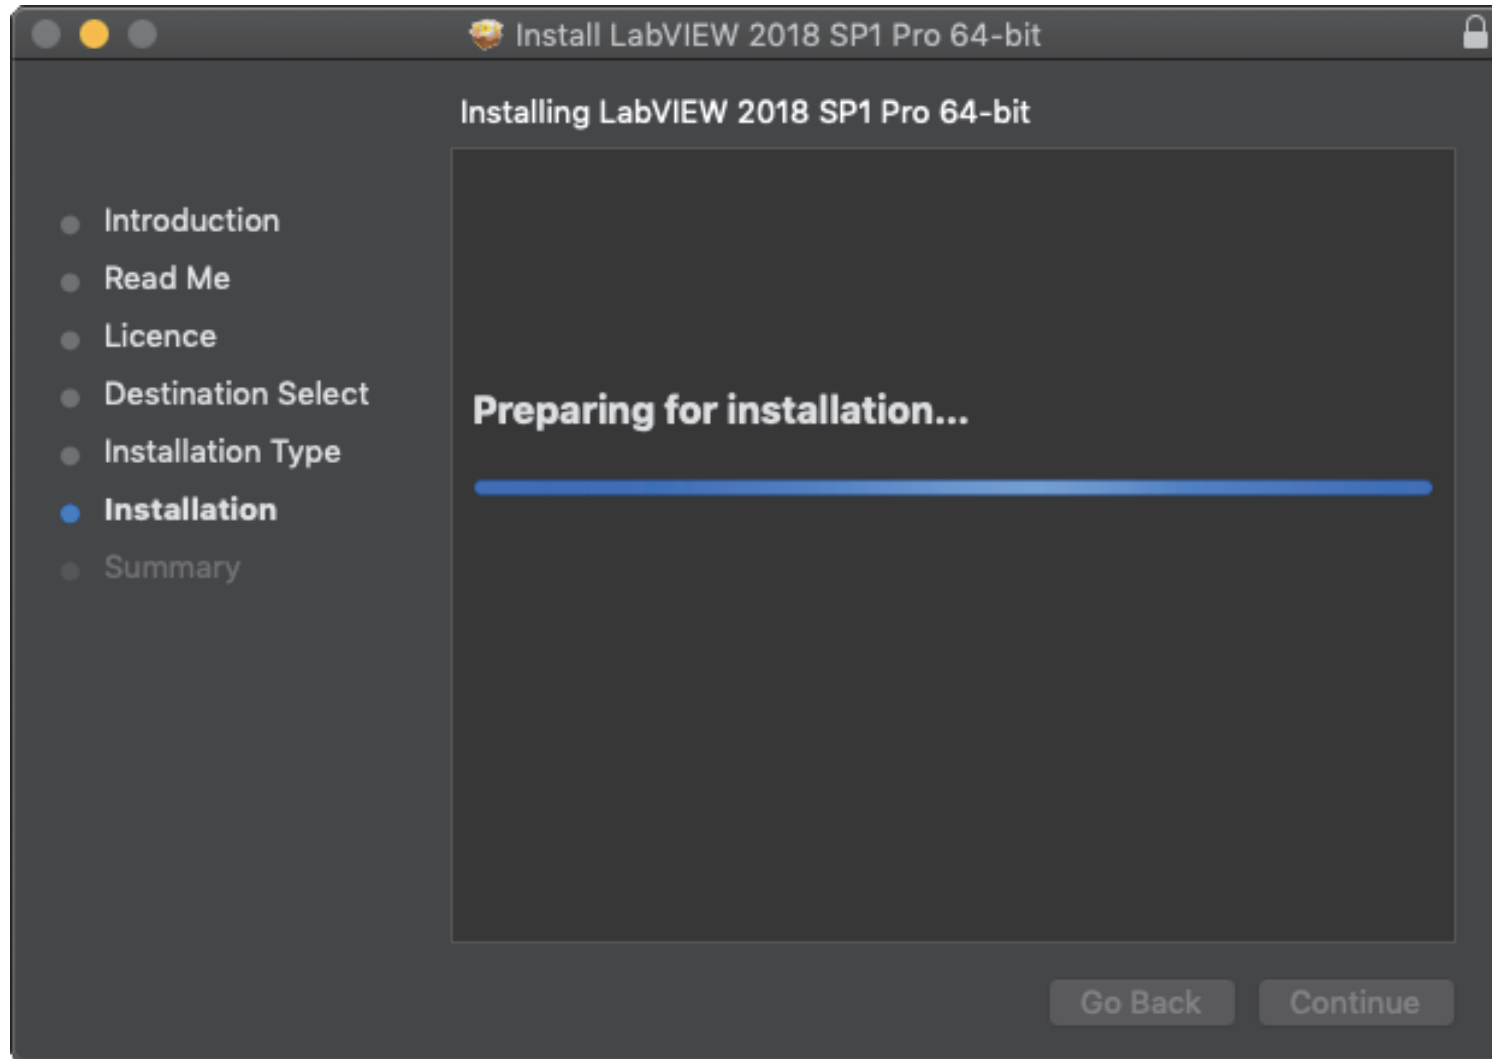 Install LabVIEW 2018 SP1 Pro 64-bit
Installing LabVIEW 2018 SP1 Pro 64-bit
Introduction
Read Me
Licence
Destination Select
Installation Type
Installation
Summary
Preparing for installation...
Go Back
Continue